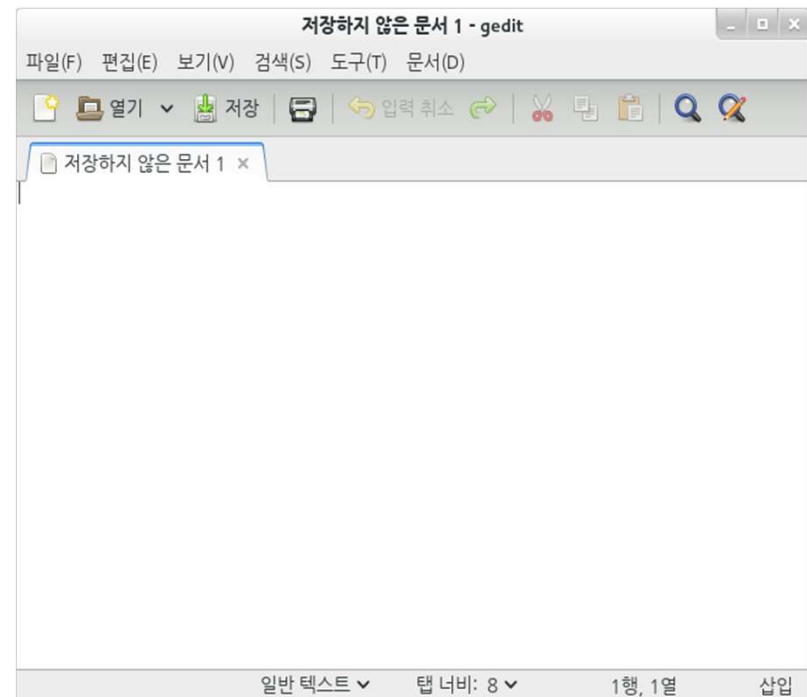 저장하지 않은 문서 1 - gedit
파일(F) 편집(E) 보기(V) 검색(S) 도구(T) 문서(D)
열기 저장 입력 취소
저장하지 않은 문서 1
일반 텍스트 탭 너비: 8 1행, 1열 삽입